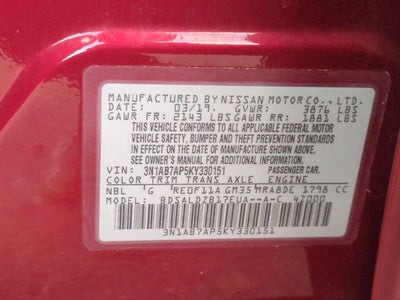 MANUFACTURED BY NISSAN MOTOR CO., LTD.
DATE: 03/19. GVWR: 3876 LBS
GAWR FR: 2143 LBS GAWR RR: 1881 LBS
THIS VEHICLE CONFORMS TO ALL APPLICABLE FEDERAL MOTOR
VEHICLE SAFETY, BUMPER, AND THEFT PREVENTION STANDARDS
IN EFFECT ON THE DATE OF MANUFACTURE SHOWN ABOVE.
SEE OWNER'S MANUAL FOR ADDITIONAL INFORMATION.
VIN: 3N1AB7AP5KY330151 PASSENGER CAR.
COLOR TRIM TRANS AXLE ENGINE
NBL G RE0F11A GM35 MRA8DE 1798 CC
MODEL: BDSALDZB17EUA--A-C 4Z000
3N1AB7AP5KY330151